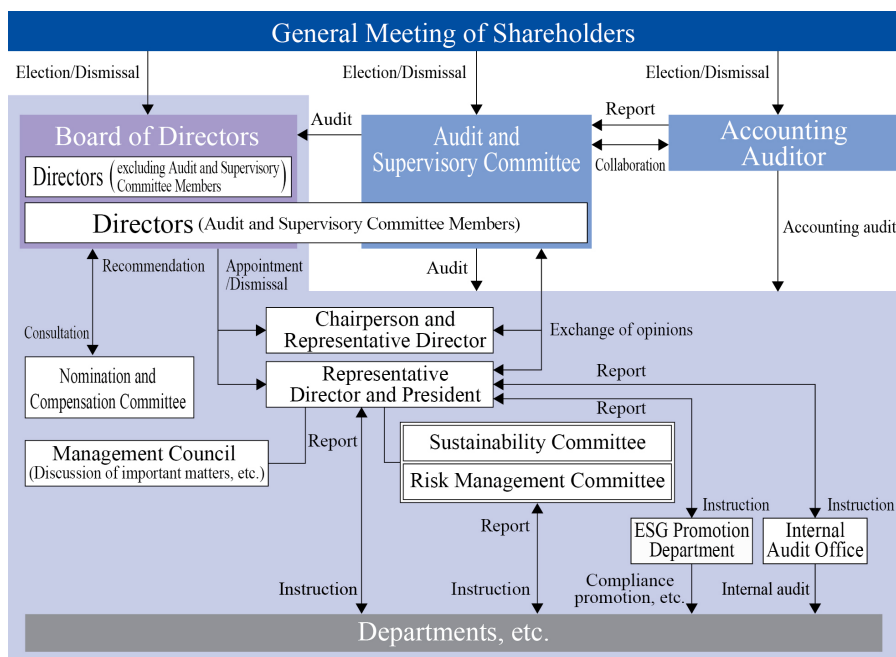 General Meeting of Shareholders
Election/Dismissal
Election/Dismissal
Election/Dismissal
Board of Directors
Audit
Audit and
Supervisory Committee
Report
Collaboration
Accounting
Auditor
Directors (excluding Audit and Supervisory
Committee Members)
Directors (Audit and Supervisory Committee Members)
Accounting audit
Recommendation
Appointment
/Dismissal
Audit
Consultation
Chairperson and
Representative Director
Exchange of opinions
Nomination and
Compensation Committee
Representative
Director and President
Report
Report
Management Council
(Discussion of important matters, etc.)
Report
Sustainability Committee
Risk Management Committee
Instruction
Instruction
Report
ESG Promotion
Department
Internal
Audit Office
Instruction
Instruction
Compliance
promotion, etc.
Internal audit
Departments, etc.